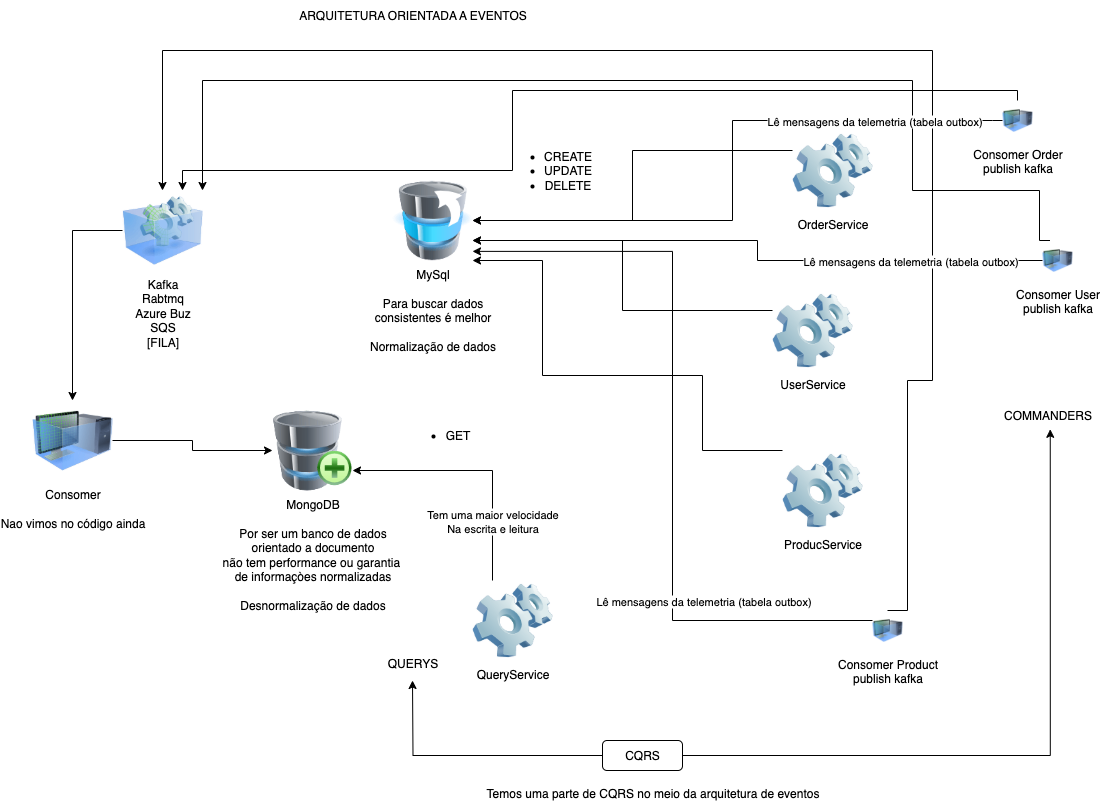 ARQUITETURA ORIENTADA A EVENTOS
Lê mensagens da telemetria (tabela outbox)
Consomer Order
publish kafka
• CREATE
• UPDATE
• DELETE
OrderService
MySql
Para buscar dados
consistentes é melhor
Normalização de dados
Lê mensagens da telemetria (tabela outbox)
Consomer User
publish kafka
Kafka
Rabtmq
Azure Buz
SQS
[FILA]
UserService
COMMANDERS
• GET
Consomer
Nao vimos no código ainda
MongoDB
Por ser um banco de dados
orientado a documento
não tem performance ou garantia
de informaçòes normalizadas
Desnormalização de dados
Tem uma maior velocidade
Na escrita e leitura
ProducService
Lê mensagens da telemetria (tabela outbox)
Consomer Product
publish kafka
QUERYS
QueryService
CQRS
Temos uma parte de CQRS no meio da arquitetura de eventos